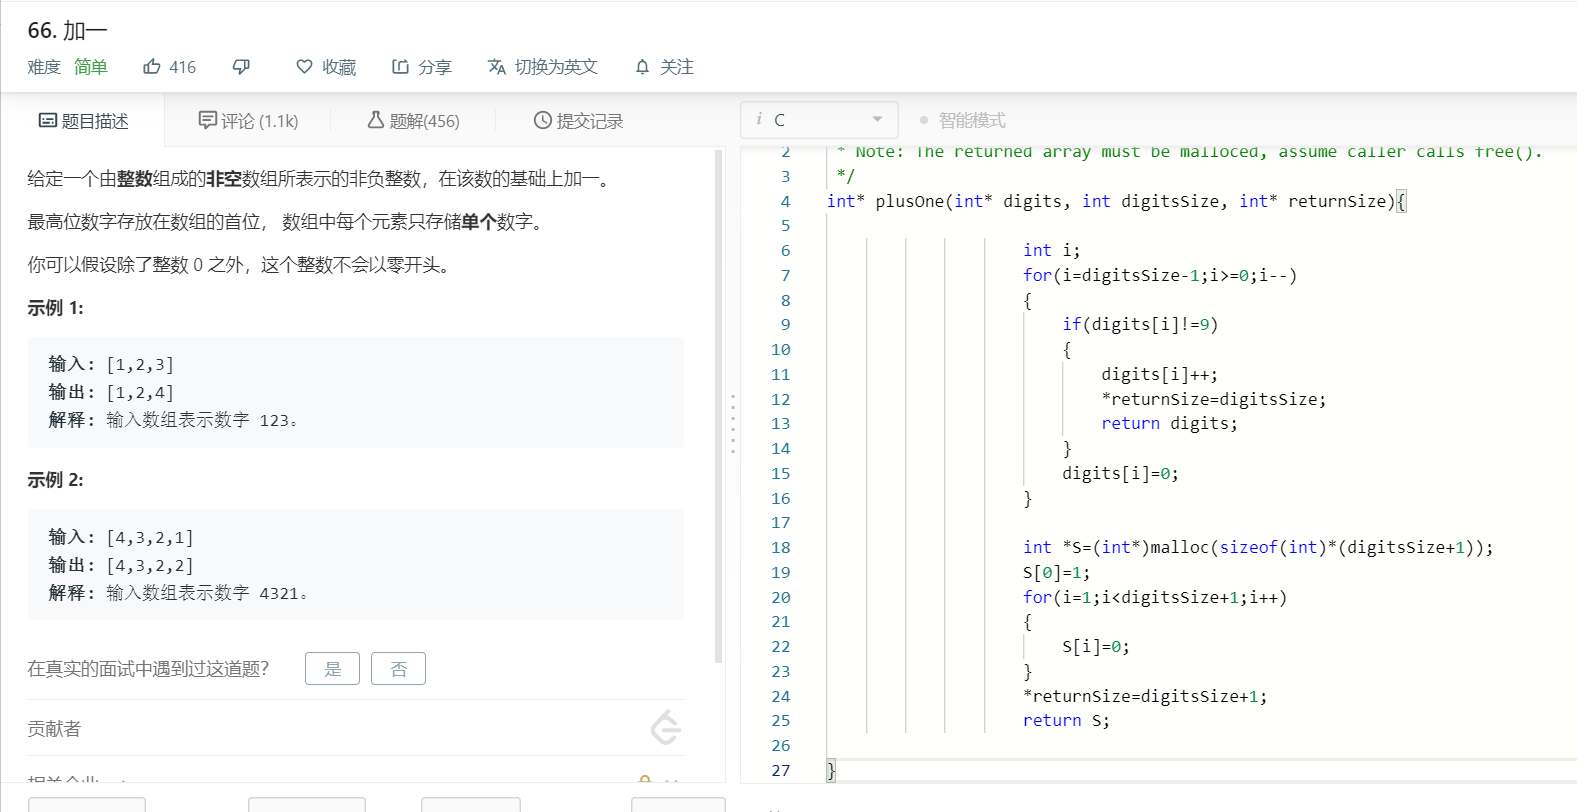 66. 加一
难度 简单 416 收藏 分享 切换为英文 关注
题目描述 评论 (1.1k) 题解(456) 提交记录
给定一个由整数组成的非空数组所表示的非负整数，在该数的基础上加一。
最高位数字存放在数组的首位， 数组中每个元素只存储单个数字。
你可以假设除了整数 0 之外，这个整数不会以零开头。
示例 1:
输入: [1,2,3]
输出: [1,2,4]
解释: 输入数组表示数字 123。
示例 2:
输入: [4,3,2,1]
输出: [4,3,2,2]
解释: 输入数组表示数字 4321。
在真实的面试中遇到过这道题？ 是 否
贡献者
相关企业
i C 智能模式
2 * Note: The returned array must be malloced, assume caller calls free().
3 */
4 int* plusOne(int* digits, int digitsSize, int* returnSize){
5
6 int i;
7 for(i=digitsSize-1;i>=0;i--)
8 {
9 if(digits[i]!=9)
10 {
11 digits[i]++;
12 *returnSize=digitsSize;
13 return digits;
14 }
15 digits[i]=0;
16 }
17
18 int *S=(int*)malloc(sizeof(int)*(digitsSize+1));
19 S[0]=1;
20 for(i=1;i<digitsSize+1;i++)
21 {
22 S[i]=0;
23 }
24 *returnSize=digitsSize+1;
25 return S;
26
27 }